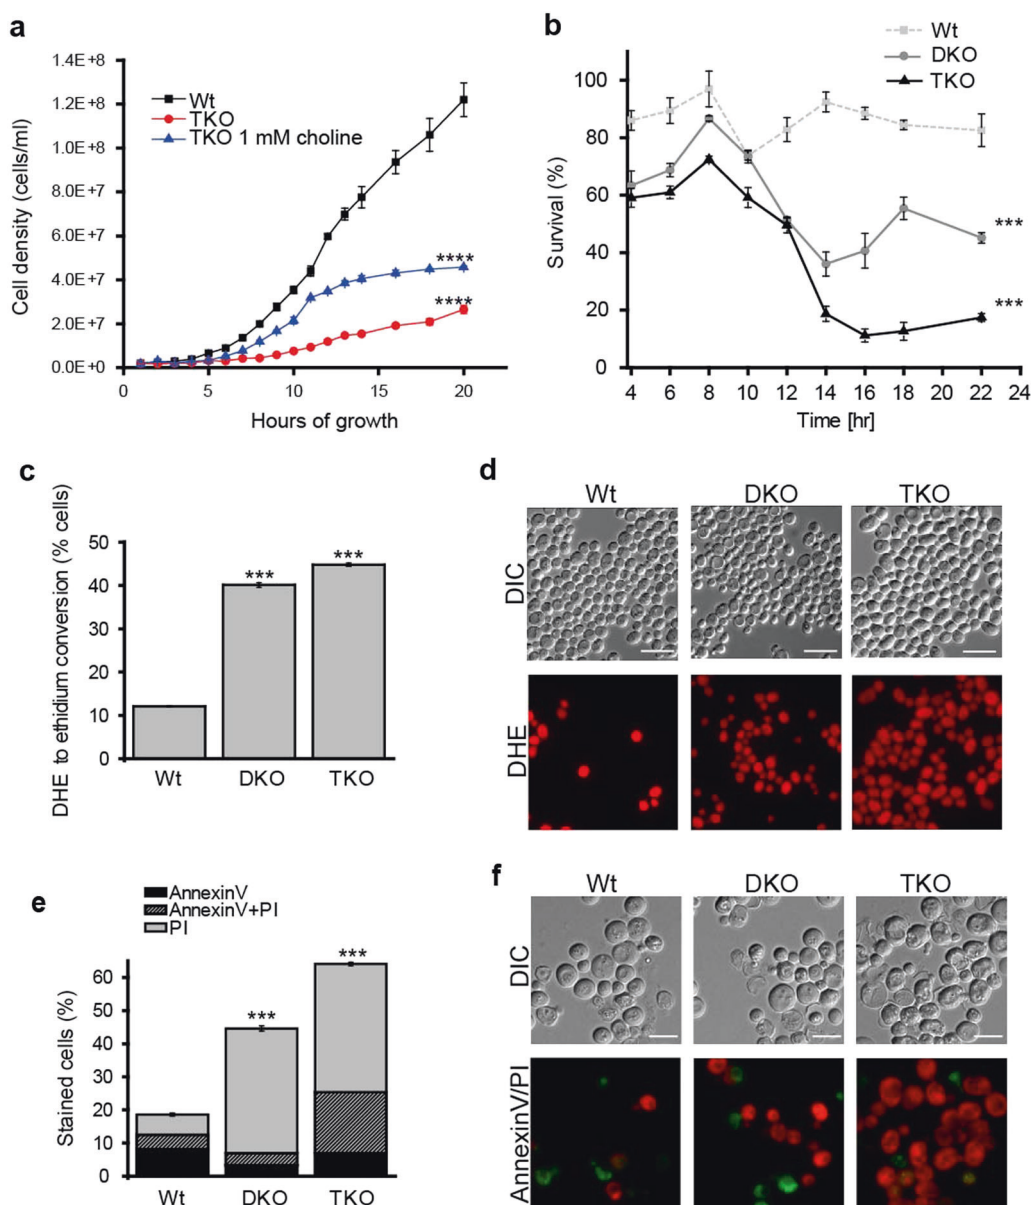 a
1.4E+8
1.2E+8
1.0E+8
8.0E+7
6.0E+7
4.0E+7
2.0E+7
0.E+0
Cell density (cells/ml)
Wt
TKO
TKO 1 mM choline
****
****
0 5 10 15 20
Hours of growth
b
Wt
DKO
TKO
100
80
60
40
20
0
Survival (%)
***
***
4 6 8 10 12 14 16 18 20 22 24
Time [hr]
c
DHE to ethidium conversion (% cells)
50
40
30
20
10
0
***
***
Wt DKO TKO
d
Wt DKO TKO
DIC
DHE
e
AnnexinV
AnnexinV+PI
PI
60
50
40
30
20
10
0
Stained cells (%)
***
***
Wt DKO TKO
f
Wt DKO TKO
DIC
AnnexinV/PI